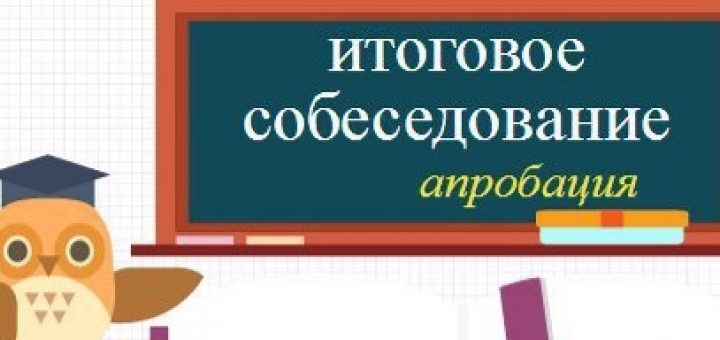 итоговое
собеседование
апробация